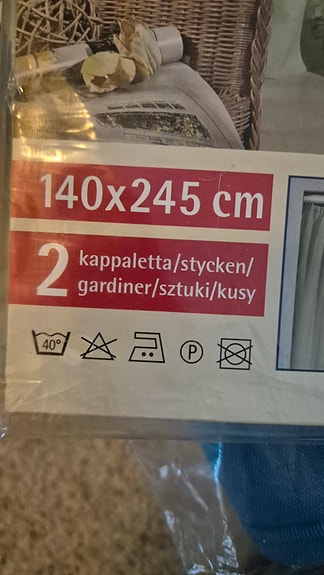 140x245 cm
2 kappaletta/stycken/
gardiner/sztuki/kusy
40° P